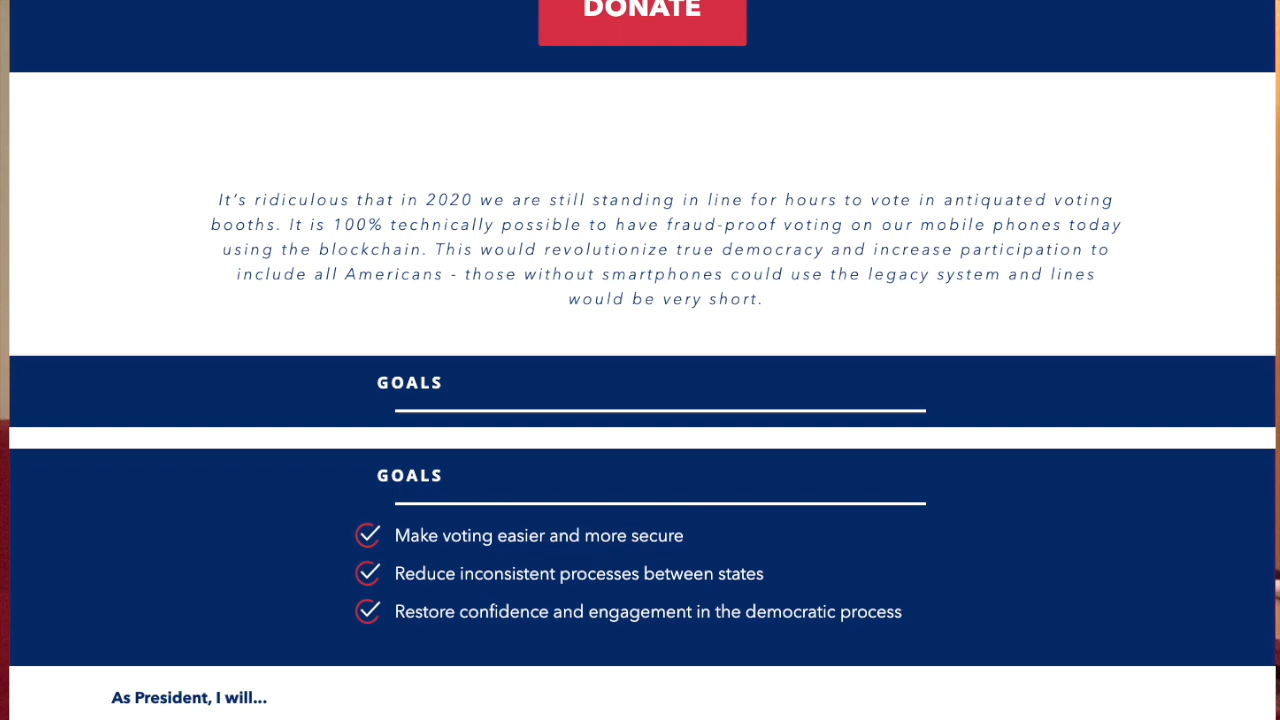 DONATE
It’s ridiculous that in 2020 we are still standing in line for hours to vote in antiquated voting
booths. It is 100% technically possible to have fraud-proof voting on our mobile phones today
using the blockchain. This would revolutionize true democracy and increase participation to
include all Americans - those without smartphones could use the legacy system and lines
would be very short.
GOALS
GOALS
Make voting easier and more secure
Reduce inconsistent processes between states
Restore confidence and engagement in the democratic process
As President, I will...